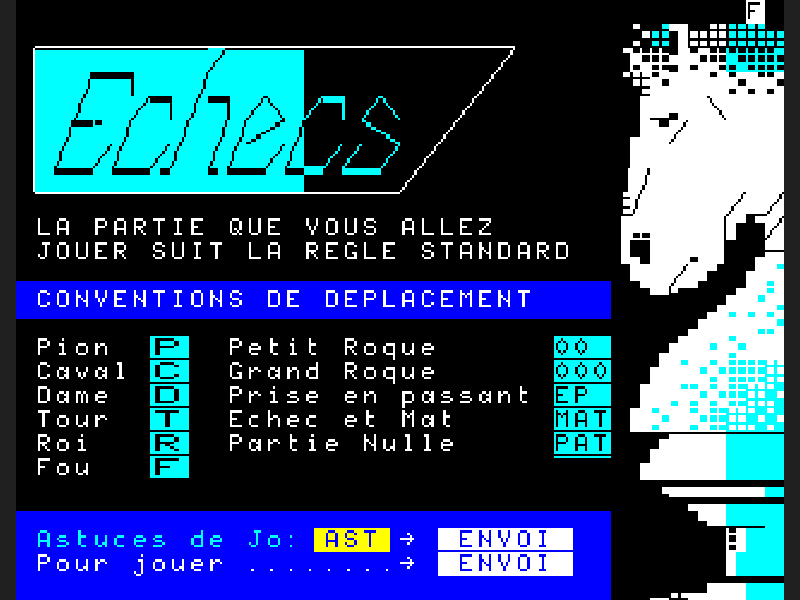 F
Echecs
LA PARTIE QUE VOUS ALLEZ
JOUER SUIT LA REGLE STANDARD
CONVENTIONS DE DEPLACEMENT
Pion P Petit Roque 00
Caval C Grand Roque 000
Dame D Prise en passant EP
Tour T Echec et Mat MAT
Roi R Partie Nulle PAT
Fou F
Astuces de Jo: AST → ENVOI
Pour jouer ........→ ENVOI